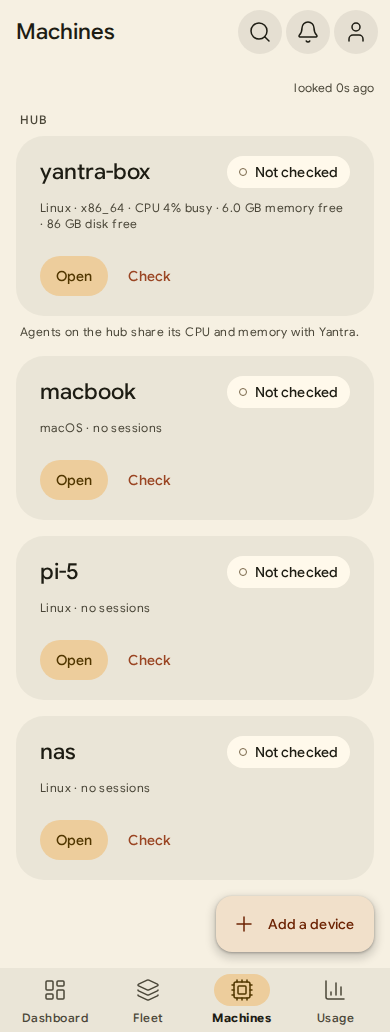 Machines
looked 0s ago
HUB
yantra-box
Not checked
Linux · x86_64 · CPU 4% busy · 6.0 GB memory free
· 86 GB disk free
Open
Check
Agents on the hub share its CPU and memory with Yantra.
macbook
Not checked
macOS · no sessions
Open
Check
pi-5
Not checked
Linux · no sessions
Open
Check
nas
Not checked
Linux · no sessions
Open
Check
Add a device
Dashboard
Fleet
Machines
Usage